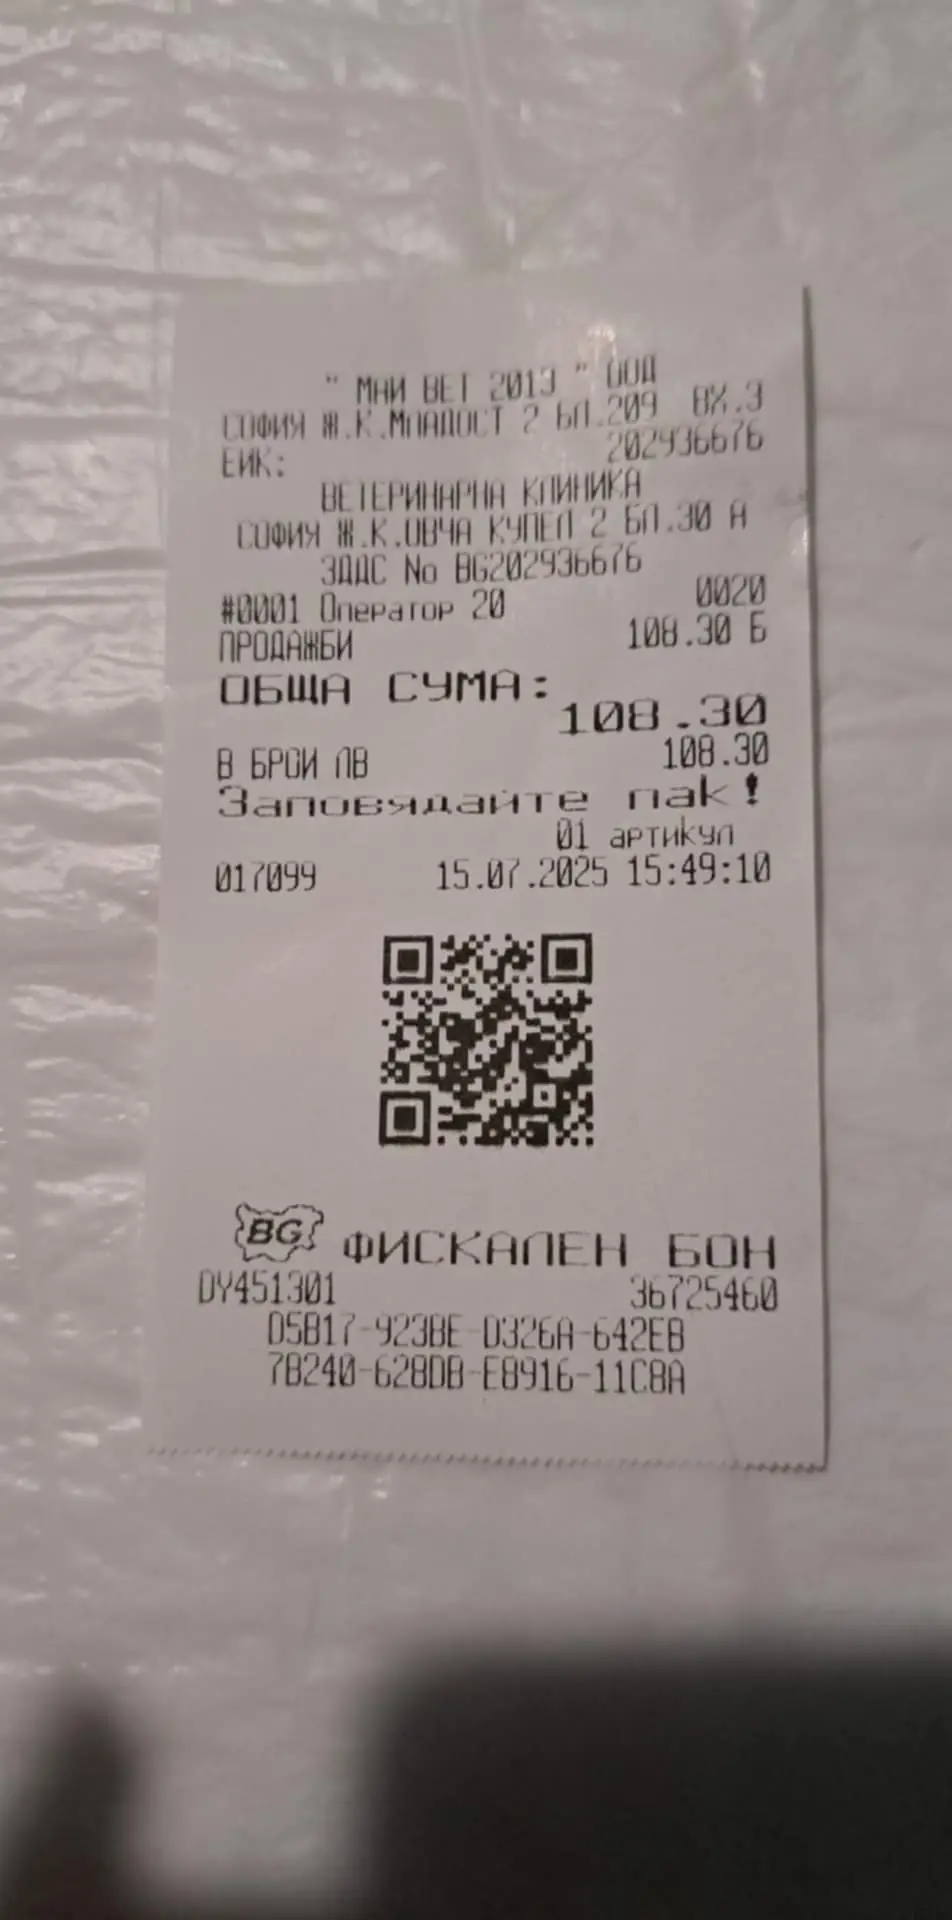 " МАЙ ВЕТ 2013 " ООД
СОФИЯ Ж.К.МЛАДОСТ 2 БЛ.209 ВХ.3
ЕИК: 202936676
ВЕТЕРИНАРНА КЛИНИКА
СОФИЯ Ж.К.ОВЧА КУПЕЛ 2 БЛ.30 А
ЗДДС No BG202936676
#0001 Оператор 20 0020
ПРОДАЖБИ 108.30 Б
ОБЩА СУМА:
108.30
В БРОЙ ЛВ 108.30
Заповядайте пак!
01 артикул
017099 15.07.2025 15:49:10
BG ФИСКАЛЕН БОН
DY451301 36725460
D5B17-923BE-D326A-642EB
7B240-628DB-E8916-11C8A